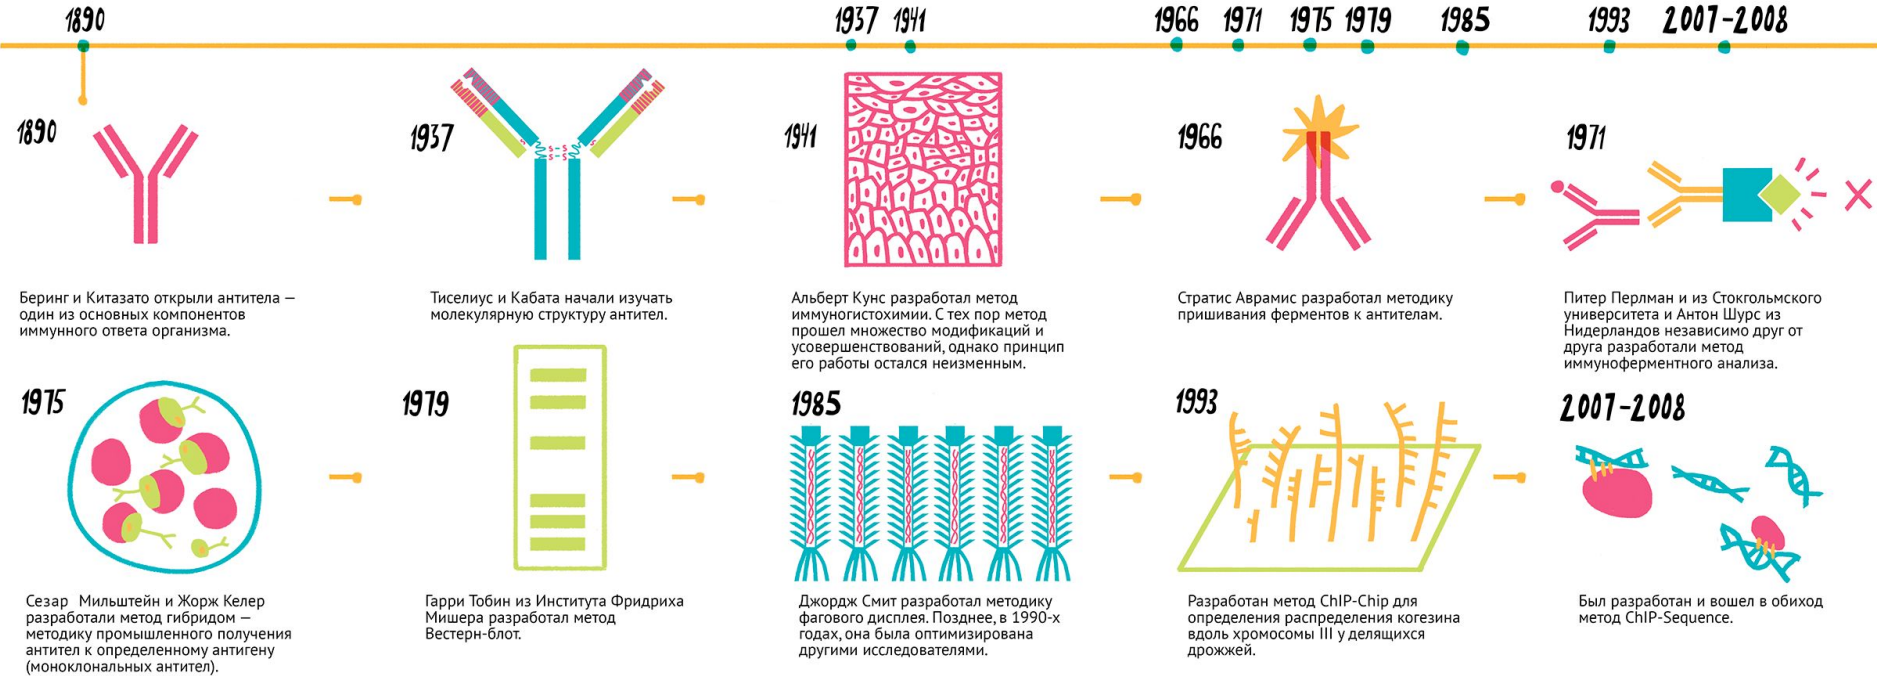 1890
1937
1941
1966
1971
1975
1979
1985
1993
2007-2008
1890
Беринг и Китазато открыли антитела —
один из основных компонентов
иммунного ответа организма.
1937
S-S
S-S
Тиселиус и Кабата начали изучать
молекулярную структуру антител.
1941
Альберт Кунс разработал метод
иммуногистохимии. С тех пор метод
прошел множество модификаций и
усовершенствований, однако принцип
его работы остался неизменным.
1966
Стратис Аврамис разработал методику
пришивания ферментов к антителам.
1971
Питер Перлман и из Стокгольмского
университета и Антон Шурс из
Нидерландов независимо друг от
друга разработали метод
иммуноферментного анализа.
1975
Сезар Мильштейн и Жорж Келер
разработали метод гибридом —
методику промышленного получения
антител к определенному антигену
(моноклональных антител).
1979
Гарри Тобин из Института Фридриха
Мишера разработал метод
Вестерн-блот.
1985
Джордж Смит разработал методику
фагового дисплея. Позднее, в 1990-х
годах, она была оптимизирована
другими исследователями.
1993
Разработан метод ChIP-Chip для
определения распределения когезина
вдоль хромосомы III у делящихся
дрожжей.
2007-2008
Был разработан и вошел в обиход
метод ChIP-Sequence.